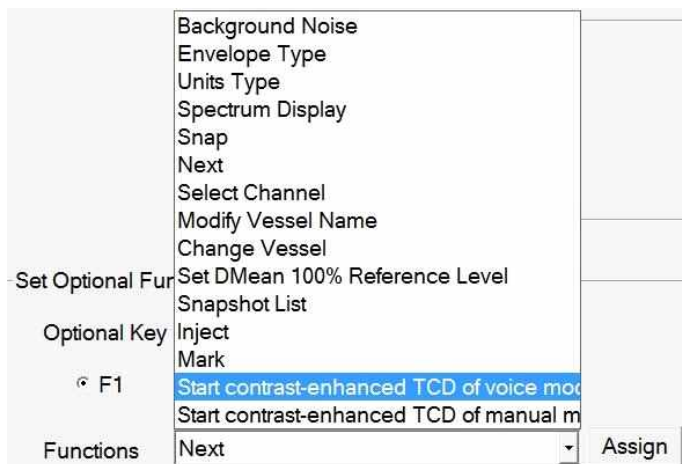 Background Noise
Envelope Type
Units Type
Spectrum Display
Snap
Next
Select Channel
Modify Vessel Name
Change Vessel
Set Optional Fur Set DMean 100% Reference Level
Snapshot List
Optional Key Inject
Mark
F1 Start contrast-enhanced TCD of voice mod
Start contrast-enhanced TCD of manual m
Functions Next Assign